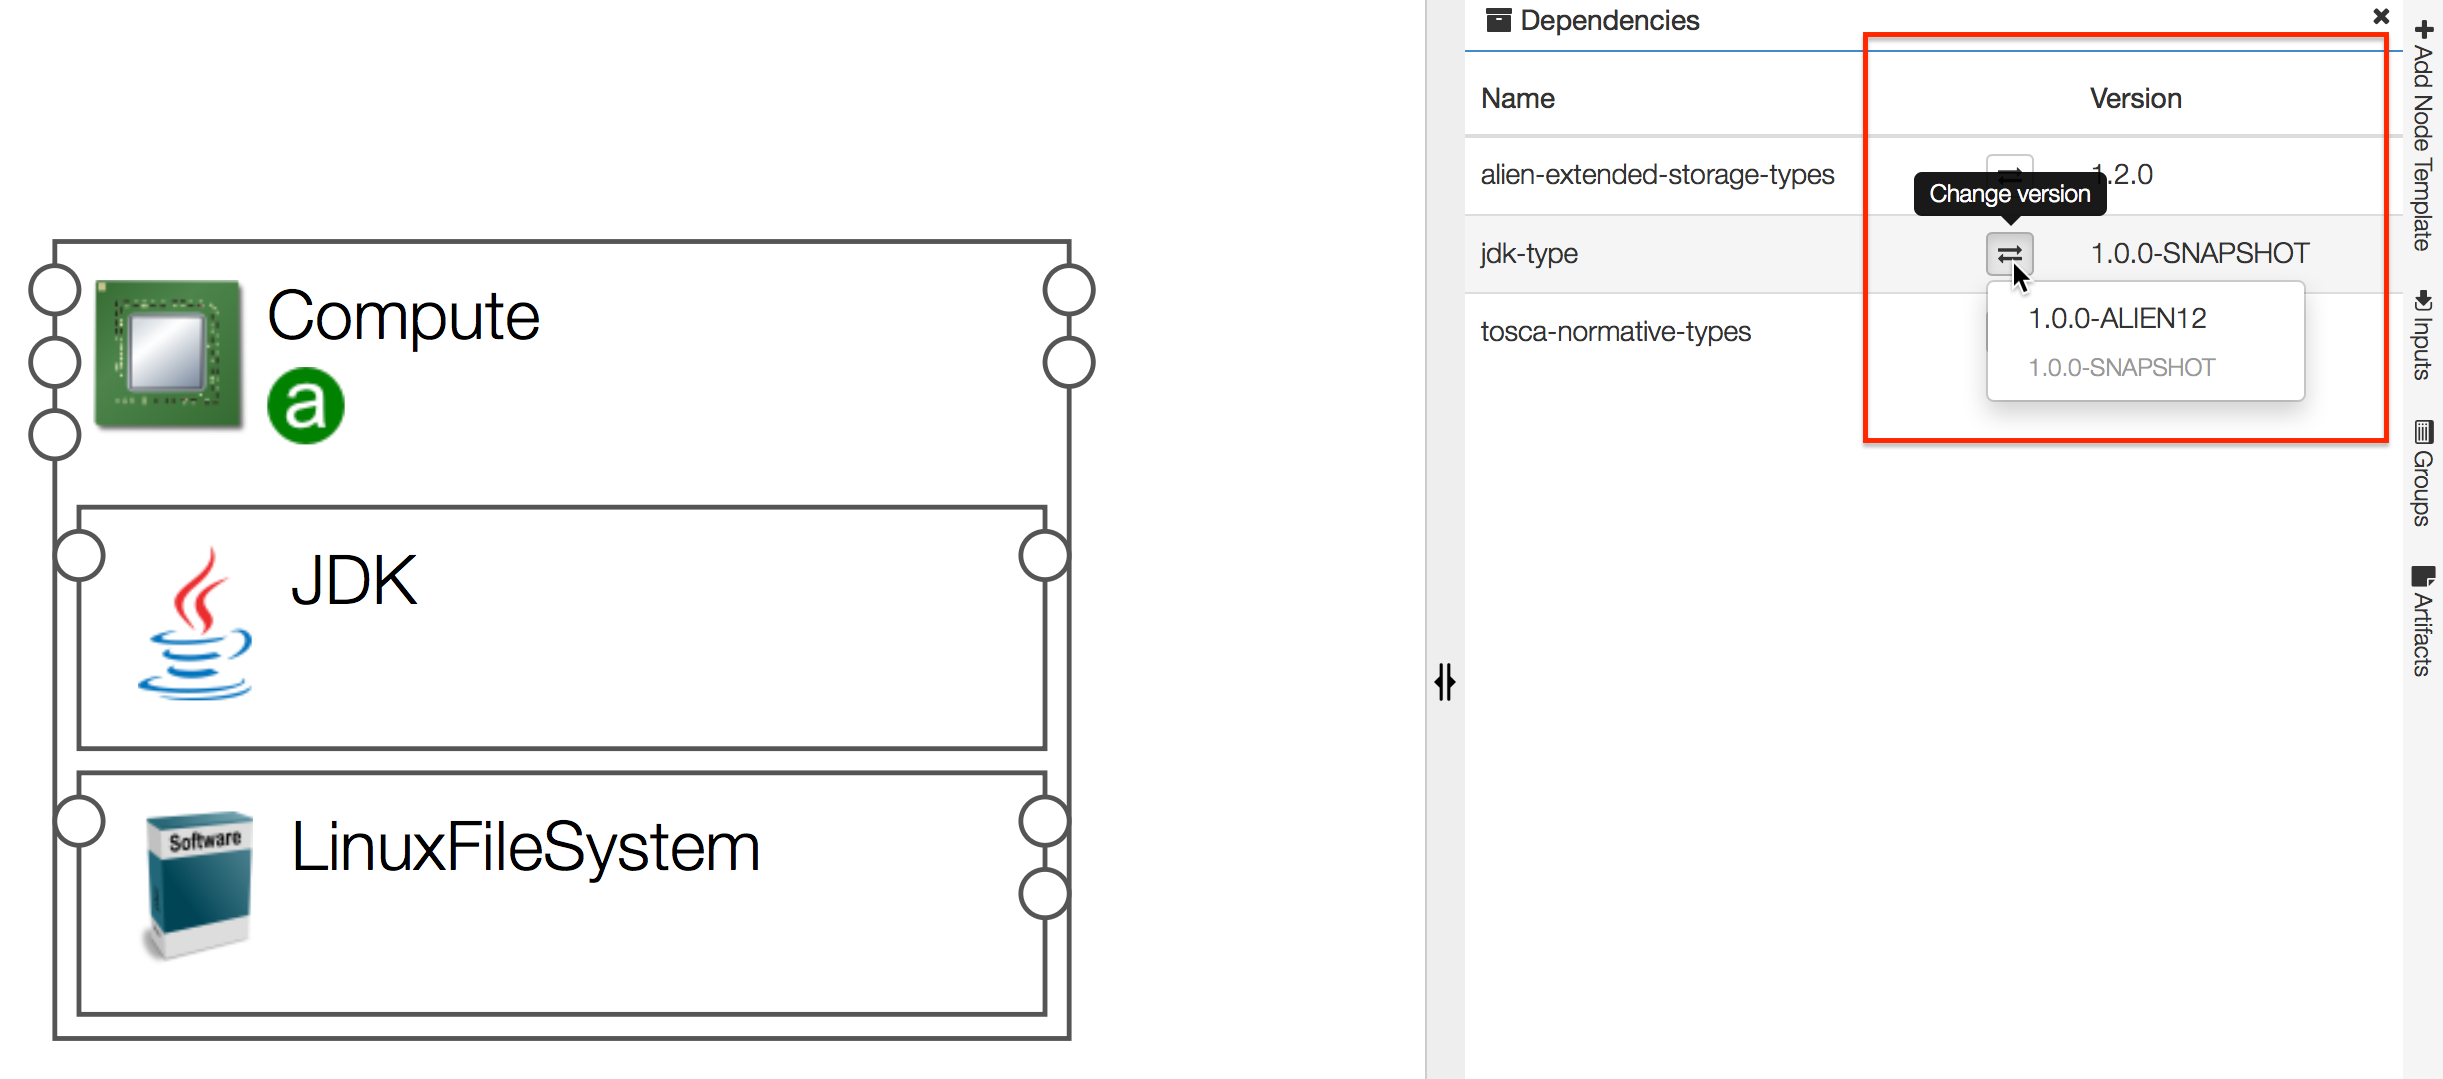 Compute
a
JDK
Software
LinuxFileSystem
Dependencies
Name Version
alien-extended-storage-types 1.2.0
Change version
jdk-type 1.0.0-SNAPSHOT
1.0.0-ALIEN12
tosca-normative-types
1.0.0-SNAPSHOT
Add Node Template
Inputs
Groups
Artifacts